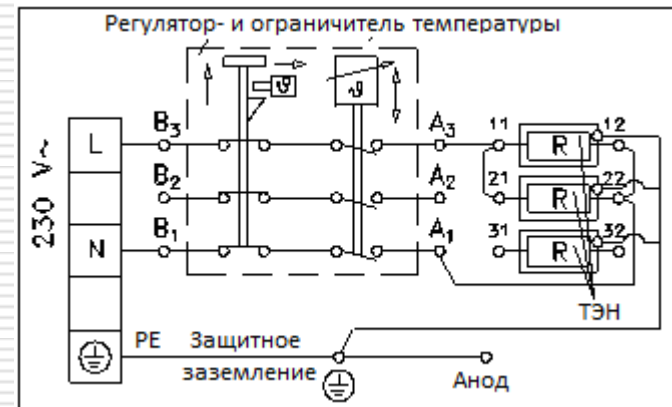 Регулятор- и ограничитель температуры
ϑ
ϑ
230 V~
L
B3
A3
11
R
12
B2
A2
21
R
22
N
B1
A1
31
R
32
ТЭН
PE
Защитное
заземление
Анод